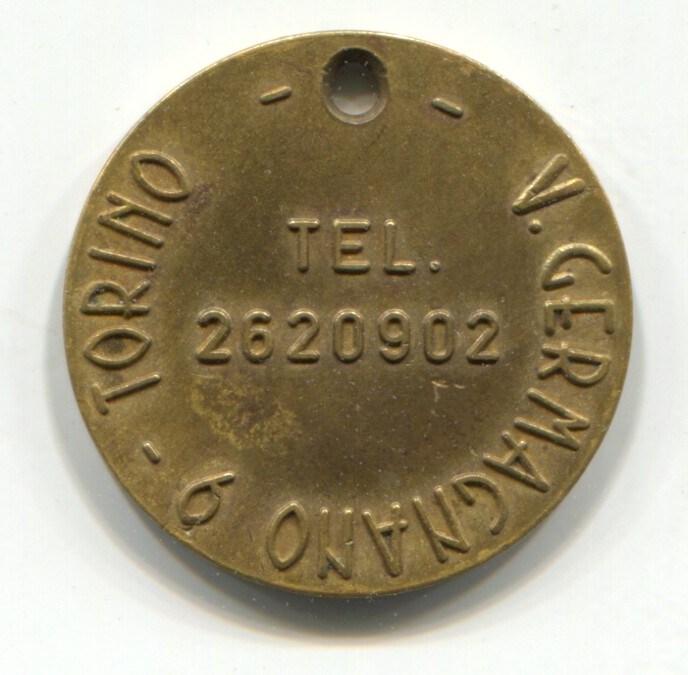 - V. GERMAGNANO 6 - TORINO -
TEL.
2620902